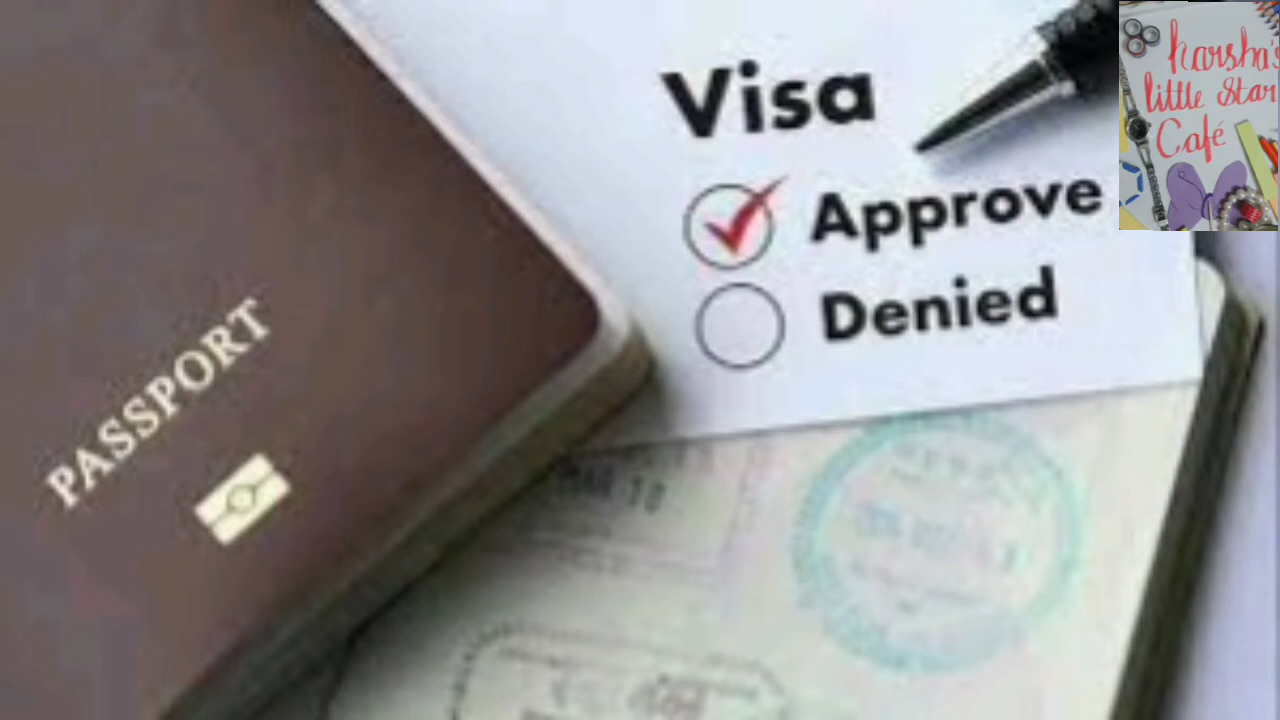 Visa
Approve
Denied
PASSPORT
harsha's
little Star
Café